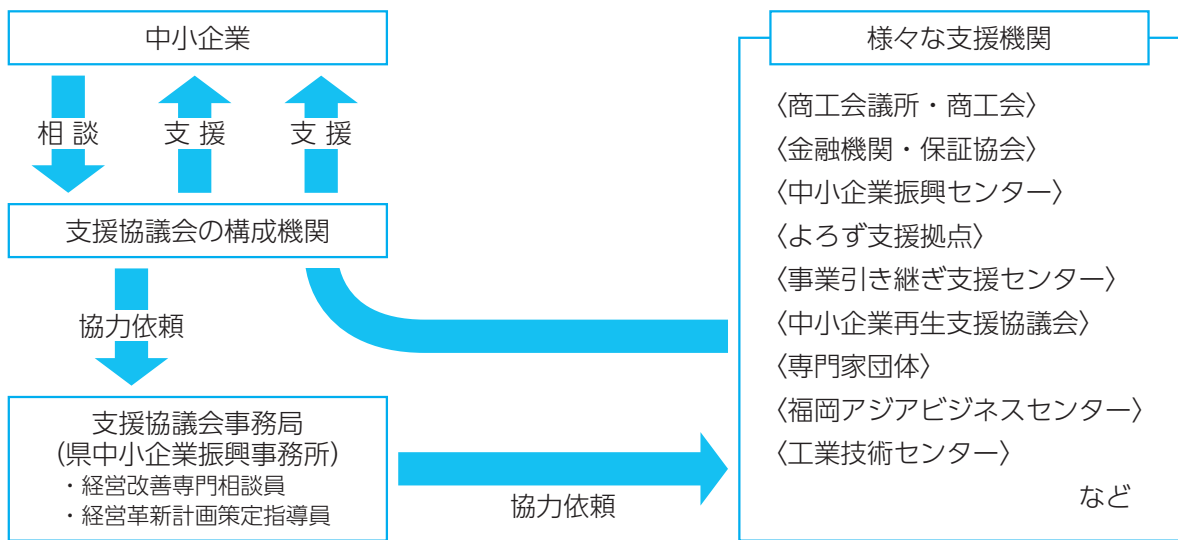 中小企業
相談
支援
支援
支援協議会の構成機関
協力依頼
支援協議会事務局
(県中小企業振興事務所)
・経営改善専門相談員
・経営革新計画策定指導員
協力依頼
様々な支援機関
〈商工会議所・商工会〉
〈金融機関・保証協会〉
〈中小企業振興センター〉
〈よろず支援拠点〉
〈事業引き継ぎ支援センター〉
〈中小企業再生支援協議会〉
〈専門家団体〉
〈福岡アジアビジネスセンター〉
〈工業技術センター〉
など